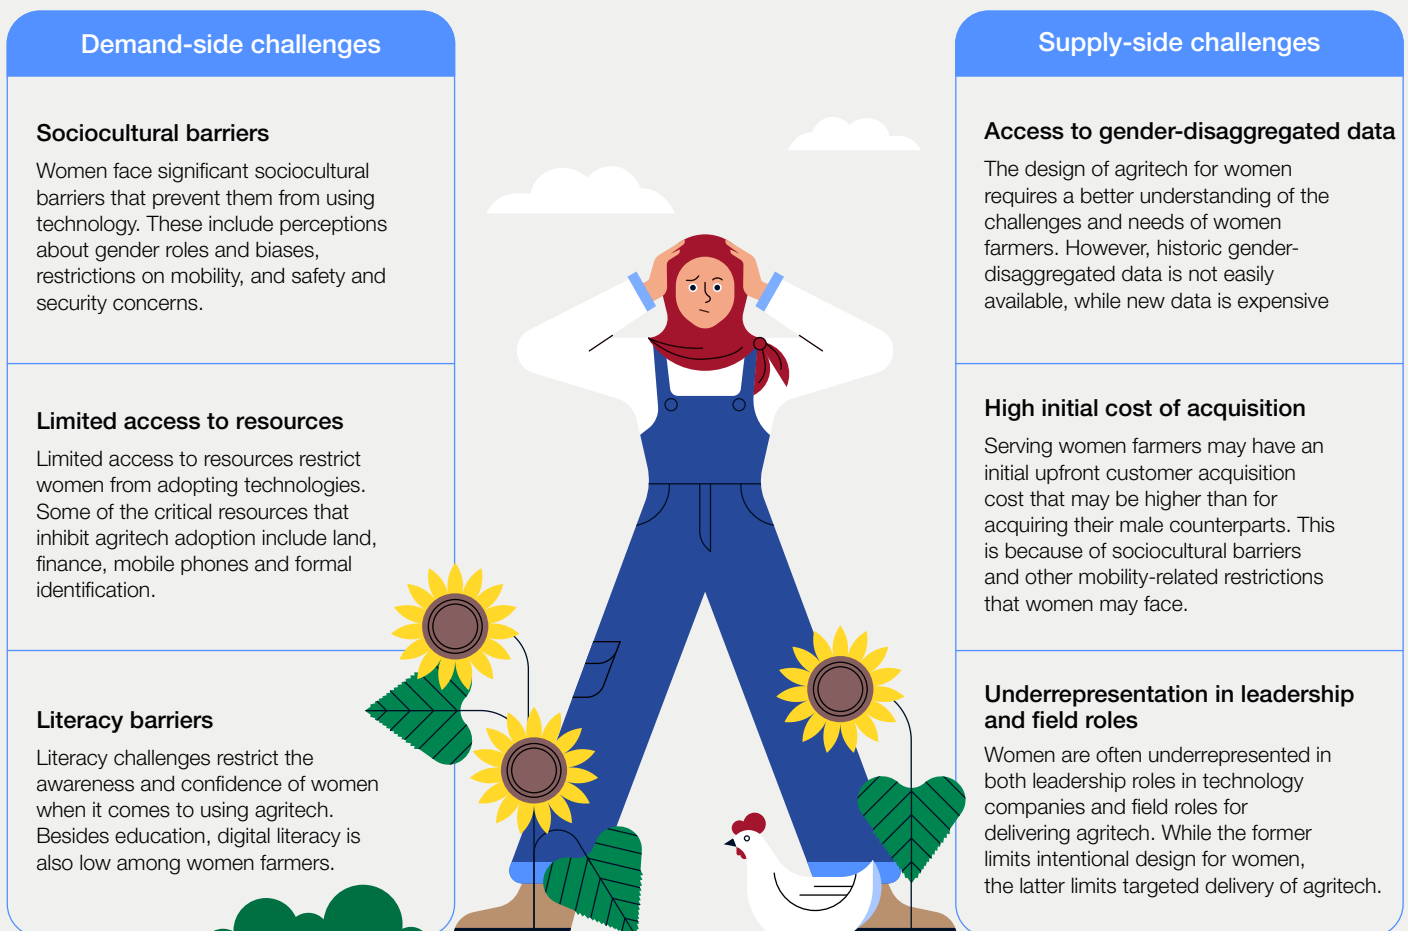 Demand-side challenges
Sociocultural barriers
Women face significant sociocultural
barriers that prevent them from using
technology. These include perceptions
about gender roles and biases,
restrictions on mobility, and safety and
security concerns.
Limited access to resources
Limited access to resources restrict
women from adopting technologies.
Some of the critical resources that
inhibit agritech adoption include land,
finance, mobile phones and formal
identification.
Literacy barriers
Literacy challenges restrict the
awareness and confidence of women
when it comes to using agritech.
Besides education, digital literacy is
also low among women farmers.
Supply-side challenges
Access to gender-disaggregated data
The design of agritech for women
requires a better understanding of the
challenges and needs of women
farmers. However, historic gender-
disaggregated data is not easily
available, while new data is expensive
High initial cost of acquisition
Serving women farmers may have an
initial upfront customer acquisition
cost that may be higher than for
acquiring their male counterparts. This
is because of sociocultural barriers
and other mobility-related restrictions
that women may face.
Underrepresentation in leadership
and field roles
Women are often underrepresented in
both leadership roles in technology
companies and field roles for
delivering agritech. While the former
limits intentional design for women,
the latter limits targeted delivery of agritech.